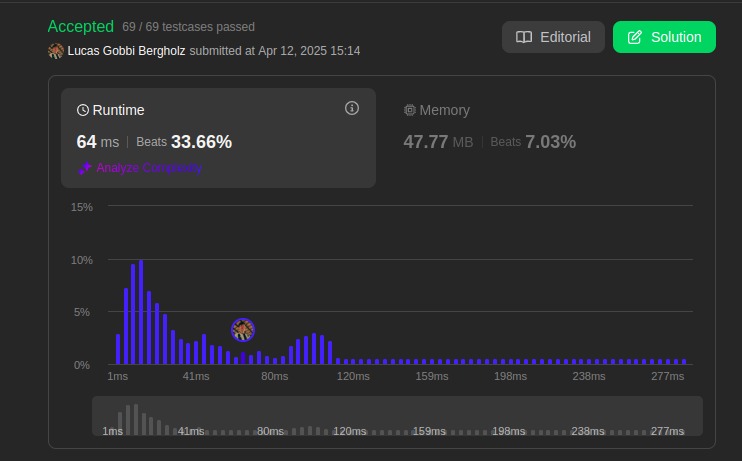 Accepted 69 / 69 testcases passed
Lucas Gobbi Bergholz submitted at Apr 12, 2025 15:14
Editorial
Solution
Runtime
64 ms | Beats 33.66%
Analyze Complexity
Memory
47.77 MB | Beats 7.03%
15%
10%
5%
0%
1ms 41ms 80ms 120ms 159ms 198ms 238ms 277ms
1ms 41ms 80ms 120ms 159ms 198ms 238ms 277ms